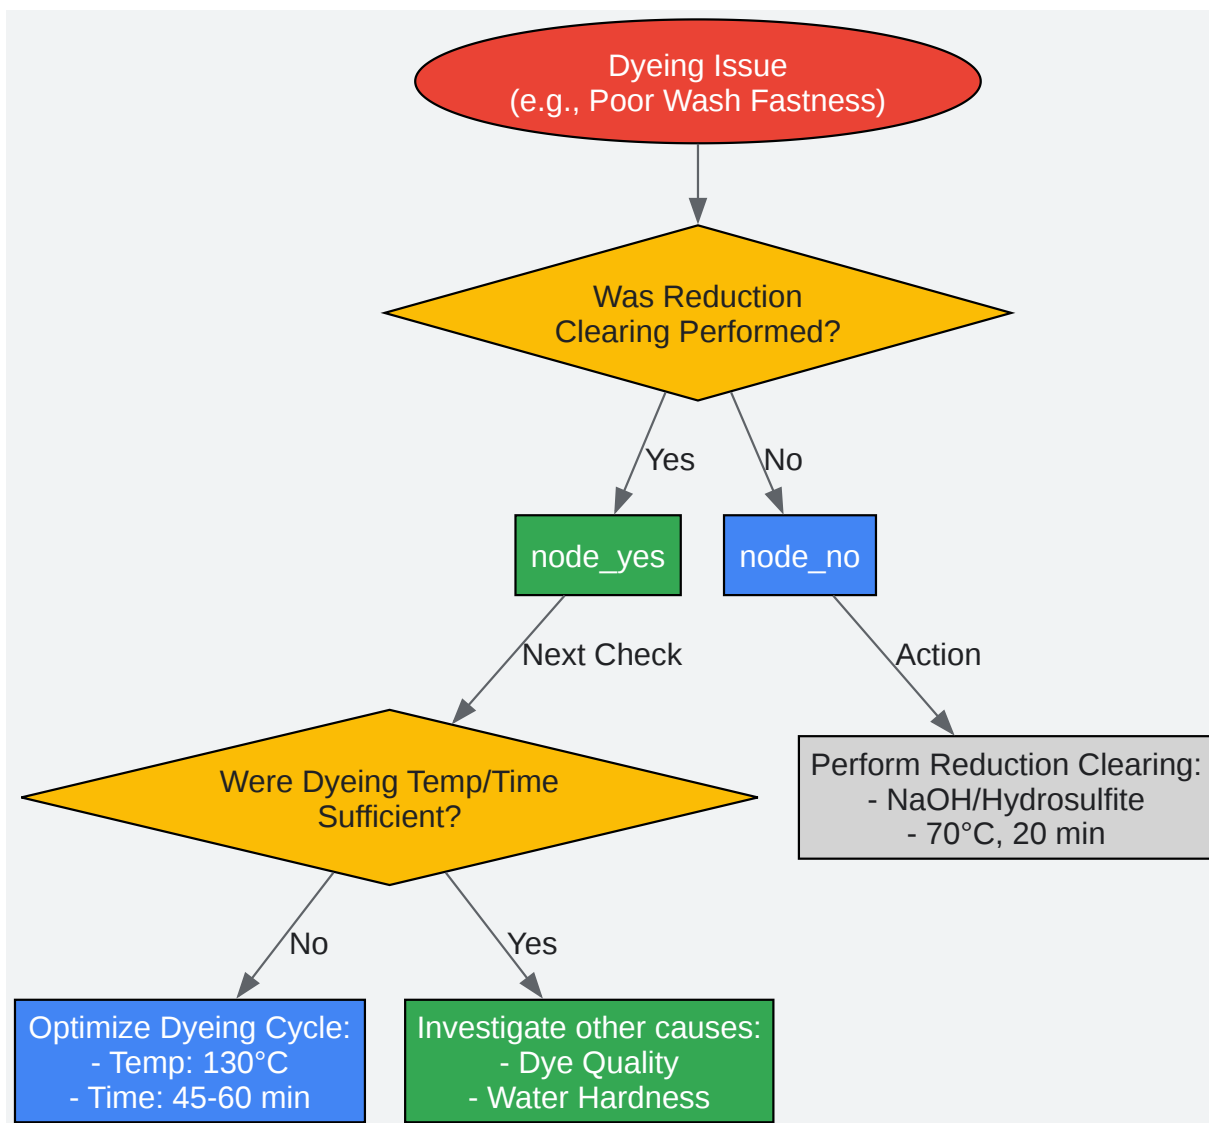 Dyeing Issue
(e.g., Poor Wash Fastness)
Was Reduction
Clearing Performed?
Yes
No
node_yes
node_no
Next Check
Action
Were Dyeing Temp/Time
Sufficient?
Perform Reduction Clearing:
- NaOH/Hydrosulfite
- 70°C, 20 min
No
Yes
Optimize Dyeing Cycle:
- Temp: 130°C
- Time: 45-60 min
Investigate other causes:
- Dye Quality
- Water Hardness